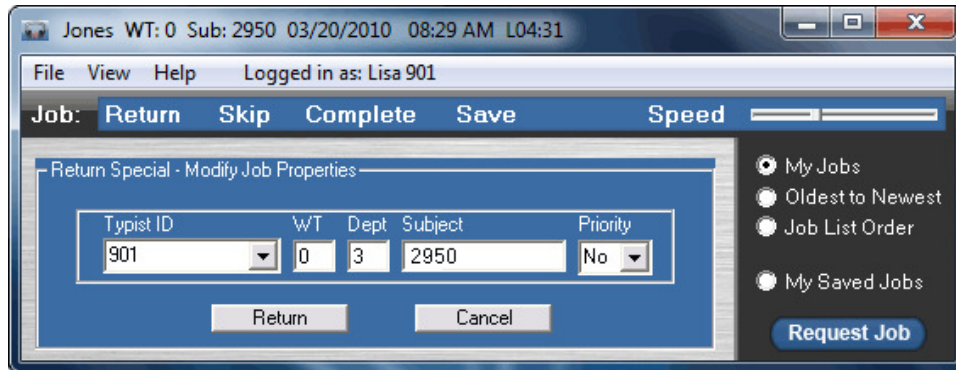 Jones WT: 0 Sub: 2950 03/20/2010 08:29 AM L04:31
File View Help Logged in as: Lisa 901
Job: Return Skip Complete Save Speed
Return Special - Modify Job Properties
Typist ID WT Dept Subject Priority
901 0 3 2950 No
Return Cancel
My Jobs
Oldest to Newest
Job List Order
My Saved Jobs
Request Job